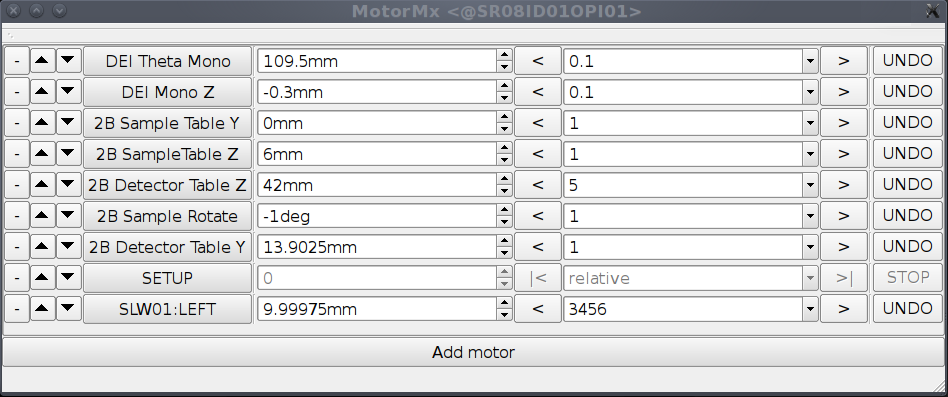 MotorMx <@SR08ID01OPI01>
- DEI Theta Mono 109.5mm < 0.1 > UNDO
- DEI Mono Z -0.3mm < 0.1 > UNDO
- 2B Sample Table Y 0mm < 1 > UNDO
- 2B SampleTable Z 6mm < 1 > UNDO
- 2B Detector Table Z 42mm < 5 > UNDO
- 2B Sample Rotate -1deg < 1 > UNDO
- 2B Detector Table Y 13.9025mm < 1 > UNDO
- SETUP 0 |< relative >| STOP
- SLW01:LEFT 9.99975mm < 3456 > UNDO
Add motor